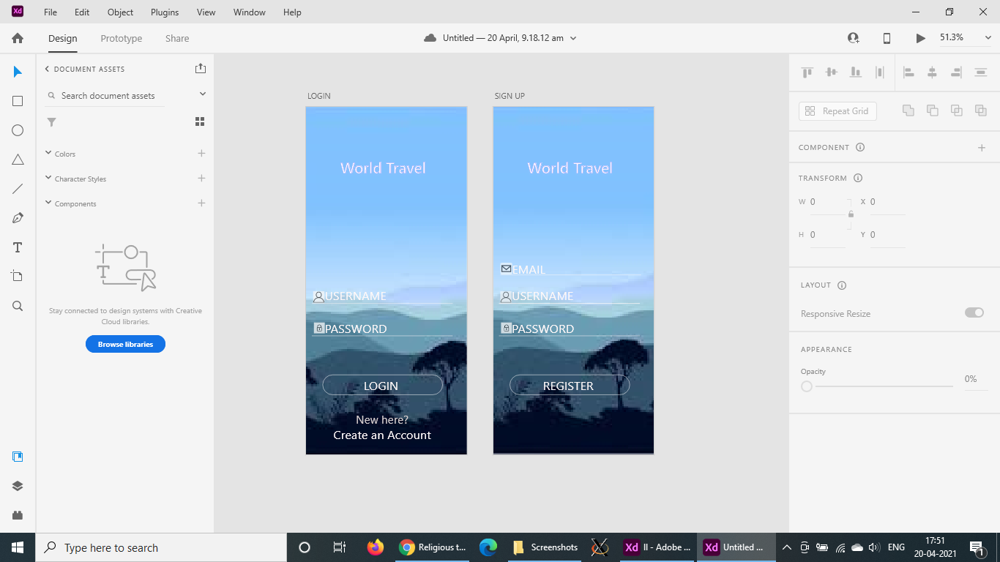 Xd File Edit Object Plugins View Window Help
Design Prototype Share Untitled — 20 April, 9.18.12 am 51.3%
DOCUMENT ASSETS
Search document assets
Colors
Character Styles
Components
Stay connected to design systems with Creative
Cloud libraries.
Browse libraries
LOGIN
World Travel
USERNAME
PASSWORD
LOGIN
New here?
Create an Account
SIGN UP
World Travel
EMAIL
USERNAME
PASSWORD
REGISTER
Repeat Grid
COMPONENT
TRANSFORM
W 0 X 0
H 0 Y 0
LAYOUT
Responsive Resize
APPEARANCE
Opacity
0%
Type here to search
Religious t...
Screenshots
Xd II - Adobe ...
Xd Untitled ...
ENG
17:51
20-04-2021
1